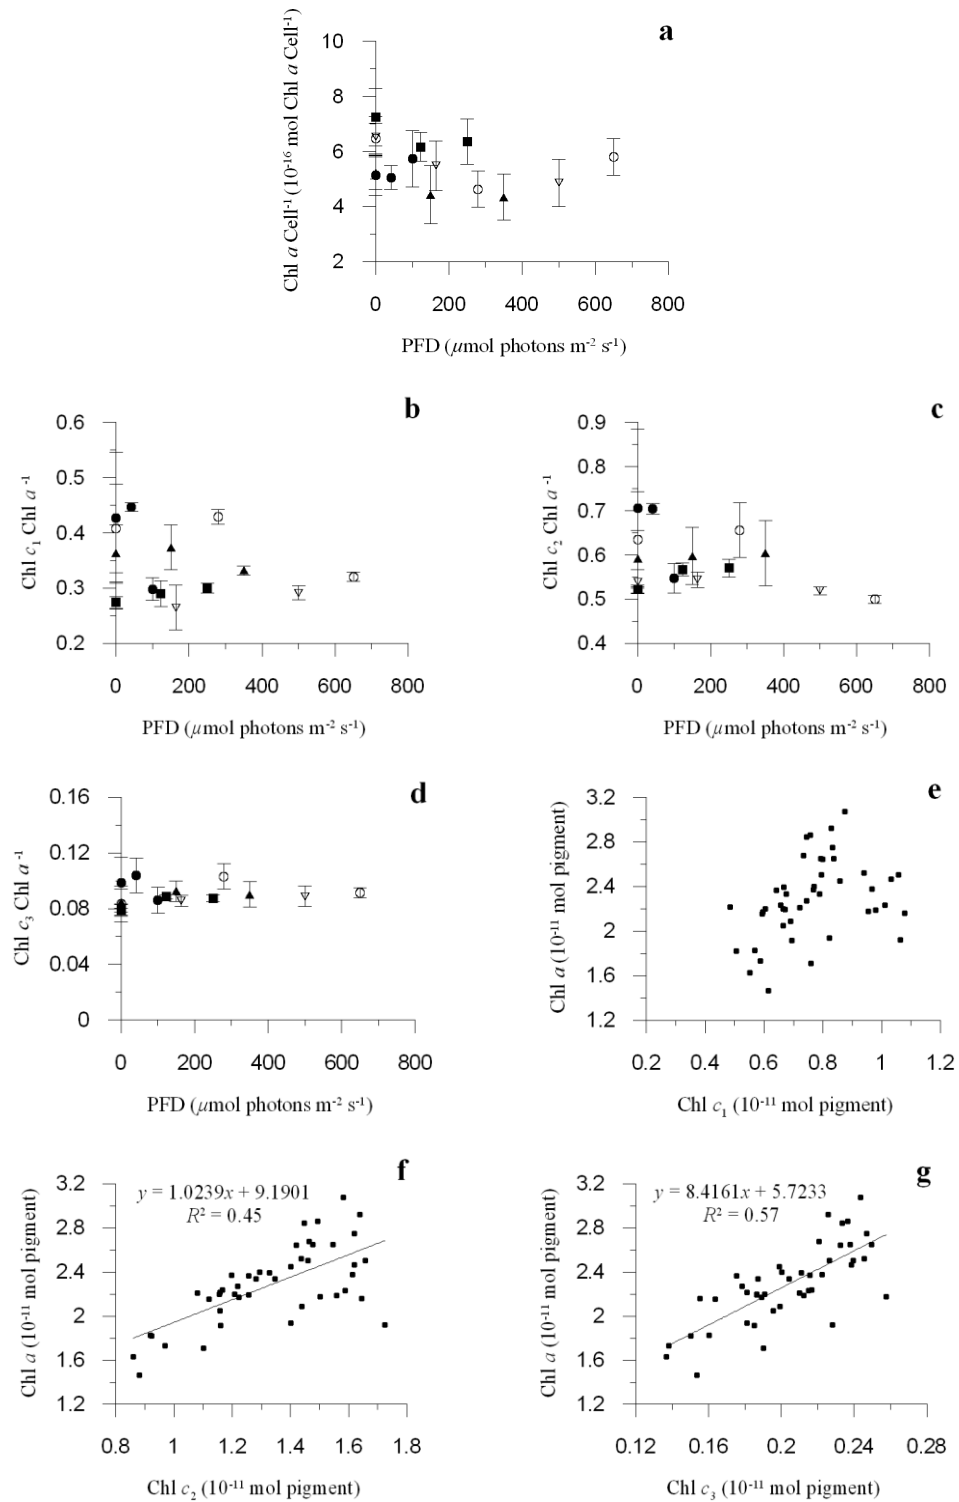 a
Chl a Cell⁻¹ (10⁻¹⁶ mol Chl a Cell⁻¹)
10
8
6
4
2
0 200 400 600 800
PFD (μmol photons m⁻² s⁻¹)
b
Chl c₁ Chl a ⁻¹
0.6
0.5
0.4
0.3
0.2
0 200 400 600 800
PFD (μmol photons m⁻² s⁻¹)
c
Chl c₂ Chl a ⁻¹
0.9
0.8
0.7
0.6
0.5
0.4
0 200 400 600 800
PFD (μmol photons m⁻² s⁻¹)
d
Chl c₃ Chl a ⁻¹
0.16
0.12
0.08
0.04
0
0 200 400 600 800
PFD (μmol photons m⁻² s⁻¹)
e
Chl a (10⁻¹¹ mol pigment)
3.2
2.8
2.4
2
1.6
1.2
0.2 0.4 0.6 0.8 1 1.2
Chl c₁ (10⁻¹¹ mol pigment)
f
y = 1.0239x + 9.1901
R² = 0.45
Chl a (10⁻¹¹ mol pigment)
3.2
2.8
2.4
2
1.6
1.2
0.8 1 1.2 1.4 1.6 1.8
Chl c₂ (10⁻¹¹ mol pigment)
g
y = 8.4161x + 5.7233
R² = 0.57
Chl a (10⁻¹¹ mol pigment)
3.2
2.8
2.4
2
1.6
1.2
0.12 0.16 0.2 0.24 0.28
Chl c₃ (10⁻¹¹ mol pigment)